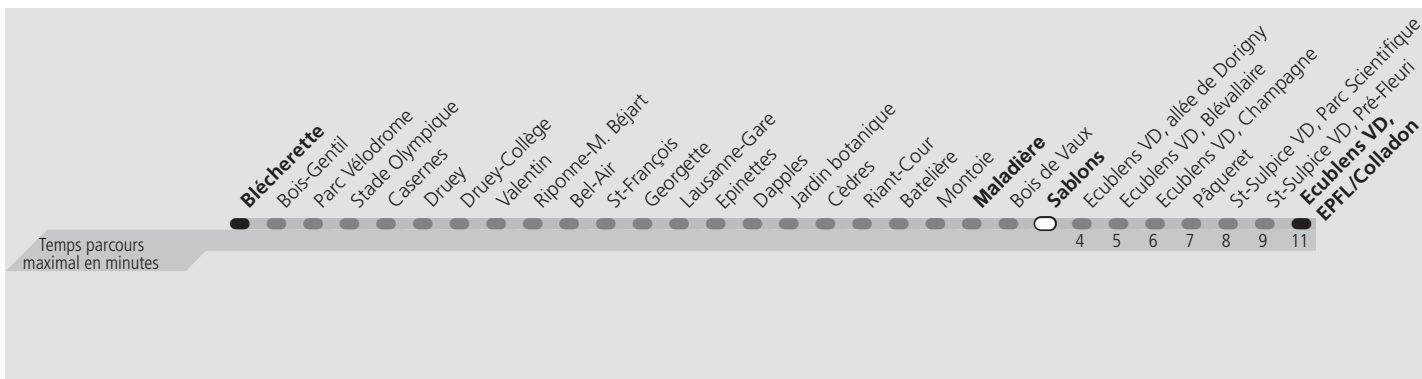 Blécherette
Bois-Gentil
Parc Vélodrome
Stade Olympique
Casernes
Druey
Druey-Collège
Valentin
Riponne-M. Béjart
Bel-Air
St-François
Georgette
Lausanne-Gare
Epinettes
Dapples
Jardin botanique
Cèdres
Riant-Cour
Batelière
Montoie
Maladière
Bois de Vaux
Sablons
Ecublens VD, allée de Dorigny
Ecublens VD, Blévallaire
Ecublens VD, Champagne
Pâqueret
St-Sulpice VD, Parc Scientifique
St-Sulpice VD, Pré-Fleuri
Ecublens VD,
EPFL/Colladon
Temps parcours
maximal en minutes
4 5 6 7 8 9 11